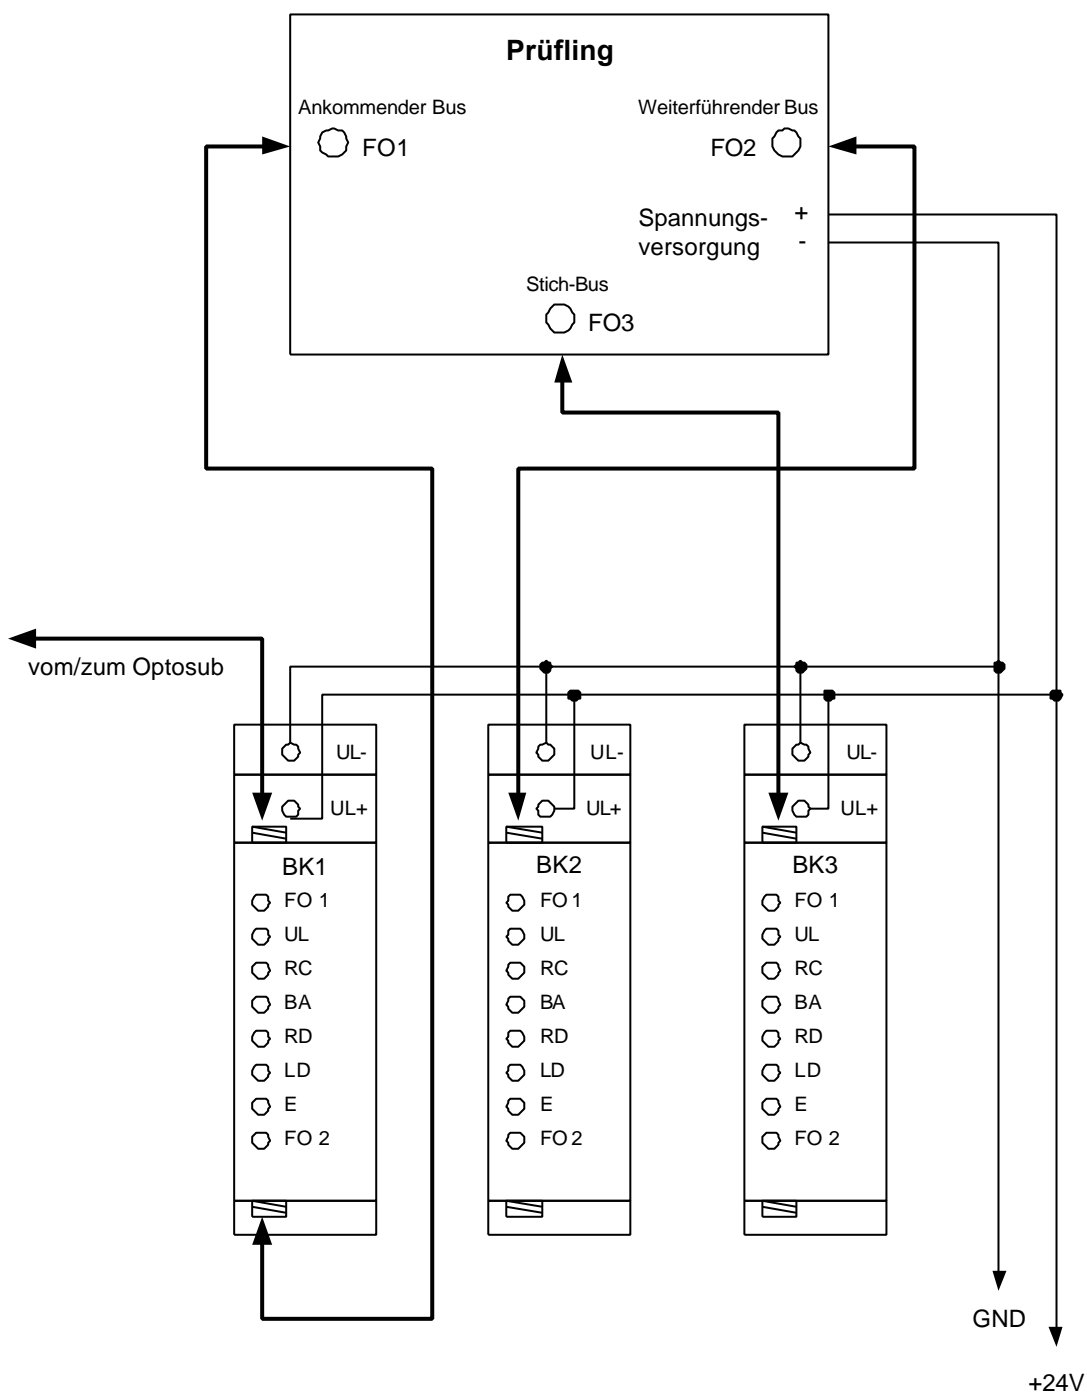 Prüfling
Ankommender Bus
Weiterführender Bus
FO1
FO2
Spannungs- +
versorgung -
Stich-Bus
FO3
vom/zum Optosub
UL-
UL-
UL-
UL+
UL+
UL+
BK1
FO 1
UL
RC
BA
RD
LD
E
FO 2
BK2
FO 1
UL
RC
BA
RD
LD
E
FO 2
BK3
FO 1
UL
RC
BA
RD
LD
E
FO 2
GND
+24V